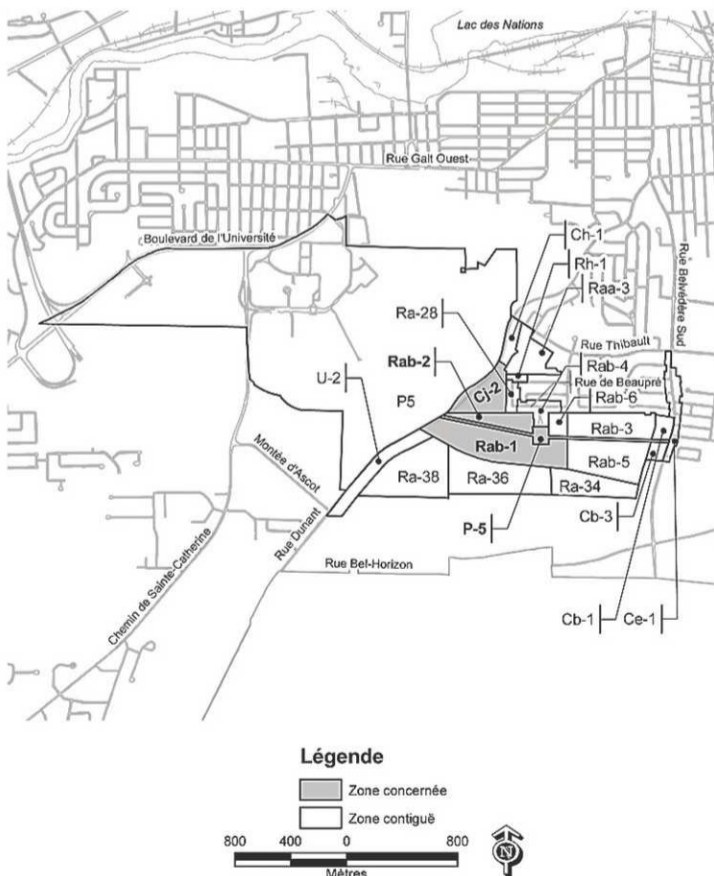 Lac des Nations
Rue Galt Ouest
Boulevard de l'Université
Ch-1
Rh-1
Raa-3
Rue Belvédère Sud
Ra-28
Rue Thibault
Rab-2
Rab-4
Rue de Beaupré
Cj-2
Rab-6
U-2
P5
Rab-3
Rab-1
Rab-5
Montée d'Ascot
Ra-38
Ra-36
Ra-34
Cb-3
P-5
Rue Dunant
Rue Bel-Horizon
Chemin de Sainte-Catherine
Cb-1
Ce-1
Légende
Zone concernée
Zone contiguë
800 400 0 800
Mètres
N